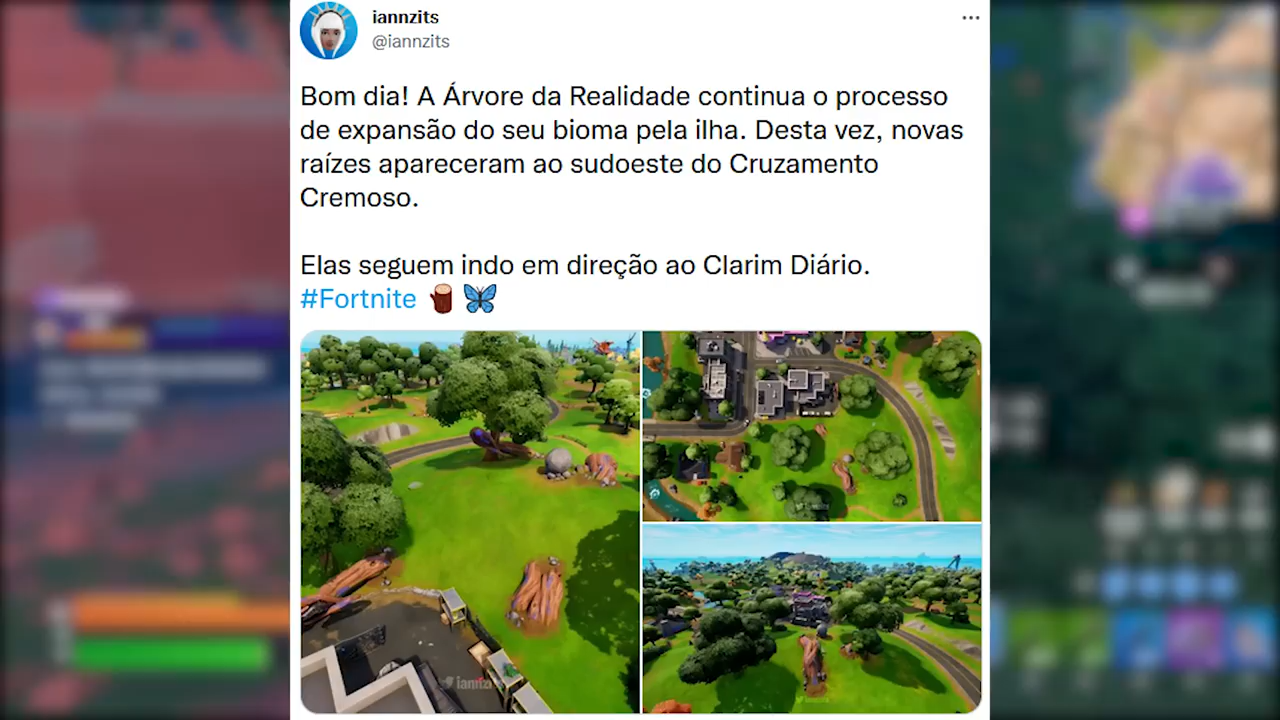 iannzits
@iannzits
Bom dia! A Árvore da Realidade continua o processo
de expansão do seu bioma pela ilha. Desta vez, novas
raízes apareceram ao sudoeste do Cruzamento
Cremoso.
Elas seguem indo em direção ao Clarim Diário.
#Fortnite
iannzits